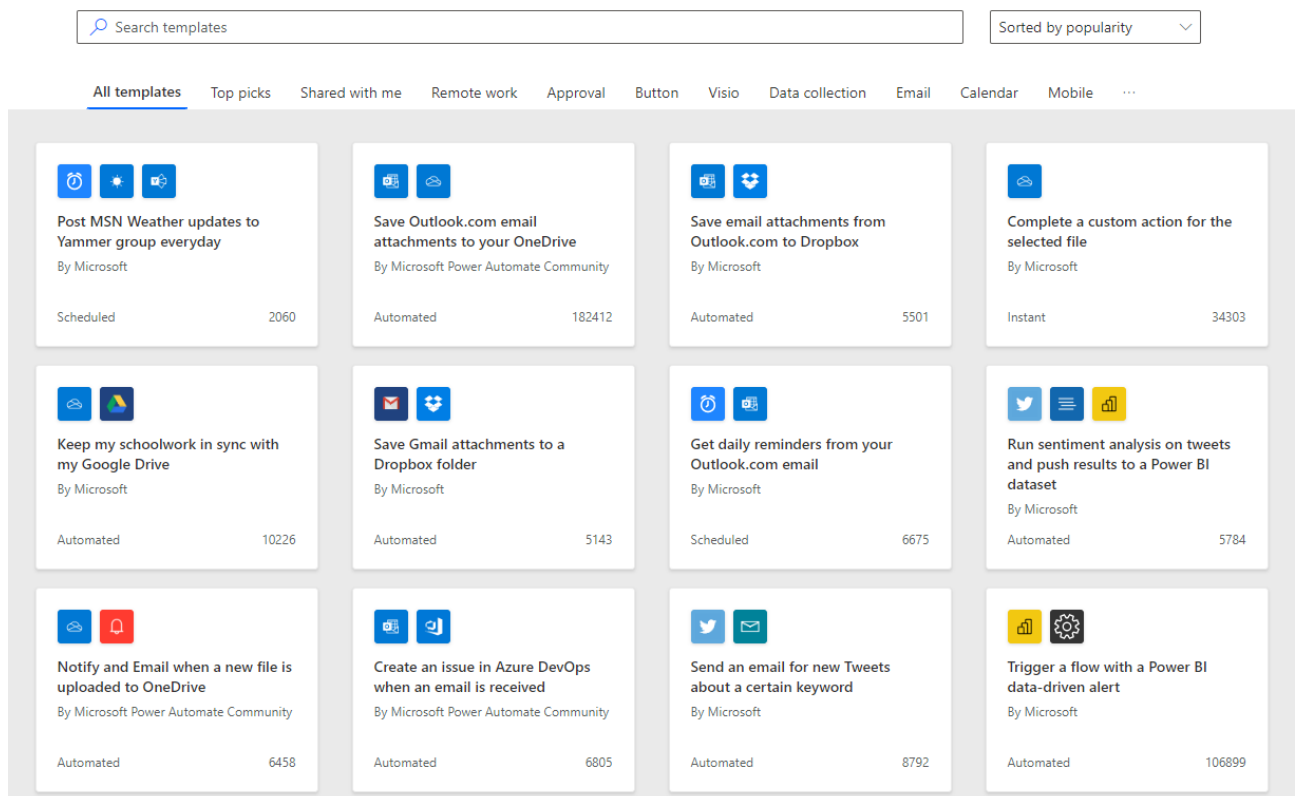 Search templates
Sorted by popularity
All templates
Top picks
Shared with me
Remote work
Approval
Button
Visio
Data collection
Email
Calendar
Mobile
...
Post MSN Weather updates to
Yammer group everyday
By Microsoft
Scheduled
2060
Save Outlook.com email
attachments to your OneDrive
By Microsoft Power Automate Community
Automated
182412
Save email attachments from
Outlook.com to Dropbox
By Microsoft
Automated
5501
Complete a custom action for the
selected file
By Microsoft
Instant
34303
Keep my schoolwork in sync with
my Google Drive
By Microsoft
Automated
10226
Save Gmail attachments to a
Dropbox folder
By Microsoft
Automated
5143
Get daily reminders from your
Outlook.com email
By Microsoft
Scheduled
6675
Run sentiment analysis on tweets
and push results to a Power BI
dataset
By Microsoft
Automated
5784
Notify and Email when a new file is
uploaded to OneDrive
By Microsoft Power Automate Community
Automated
6458
Create an issue in Azure DevOps
when an email is received
By Microsoft Power Automate Community
Automated
6805
Send an email for new Tweets
about a certain keyword
By Microsoft
Automated
8792
Trigger a flow with a Power BI
data-driven alert
By Microsoft
Automated
106899